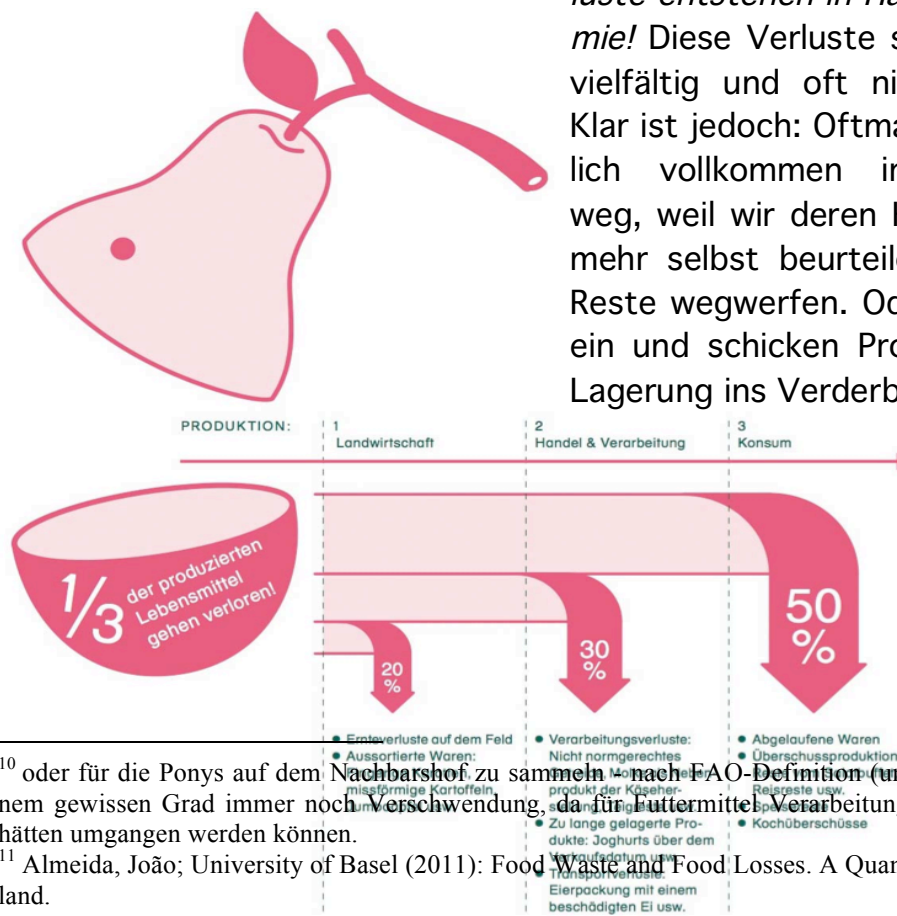 luste entstehen in Ha
mie! Diese Verluste s
vielfältig und oft ni
Klar ist jedoch: Oftma
lich vollkommen in
weg, weil wir deren
mehr selbst beurteil
Reste wegwerfen. Od
ein und schicken Pro
Lagerung ins Verderb
PRODUKTION:
1
Landwirtschaft
2
Handel & Verarbeitung
3
Konsum
1/3 der produzierten
Lebensmittel
gehen verloren!
20
%
30
%
50
%
• Ernteverluste auf dem Feld
• Aussortierte Waren:
missförmige Kartoffeln,
• Verarbeitungsverluste:
Nicht normgerechtes
produkt der Käseher-
• Zu lange gelagerte Pro-
dukte: Joghurts über dem
Verkaufsdatum usw.
• Transportverluste:
Eierpackung mit einem
beschädigten Ei usw.
• Abgelaufene Waren
• Überschussproduktion
Reisreste usw.
• Kochüberschüsse
10 oder für die Ponys auf dem Nachbarshof zu sammeln - nach FAO-Definition (un
nem gewissen Grad immer noch Verschwendung, da für Futtermittel Verarbeitun
hätten umgangen werden können.
11 Almeida, João; University of Basel (2011): Food Waste and Food Losses. A Quan
land.